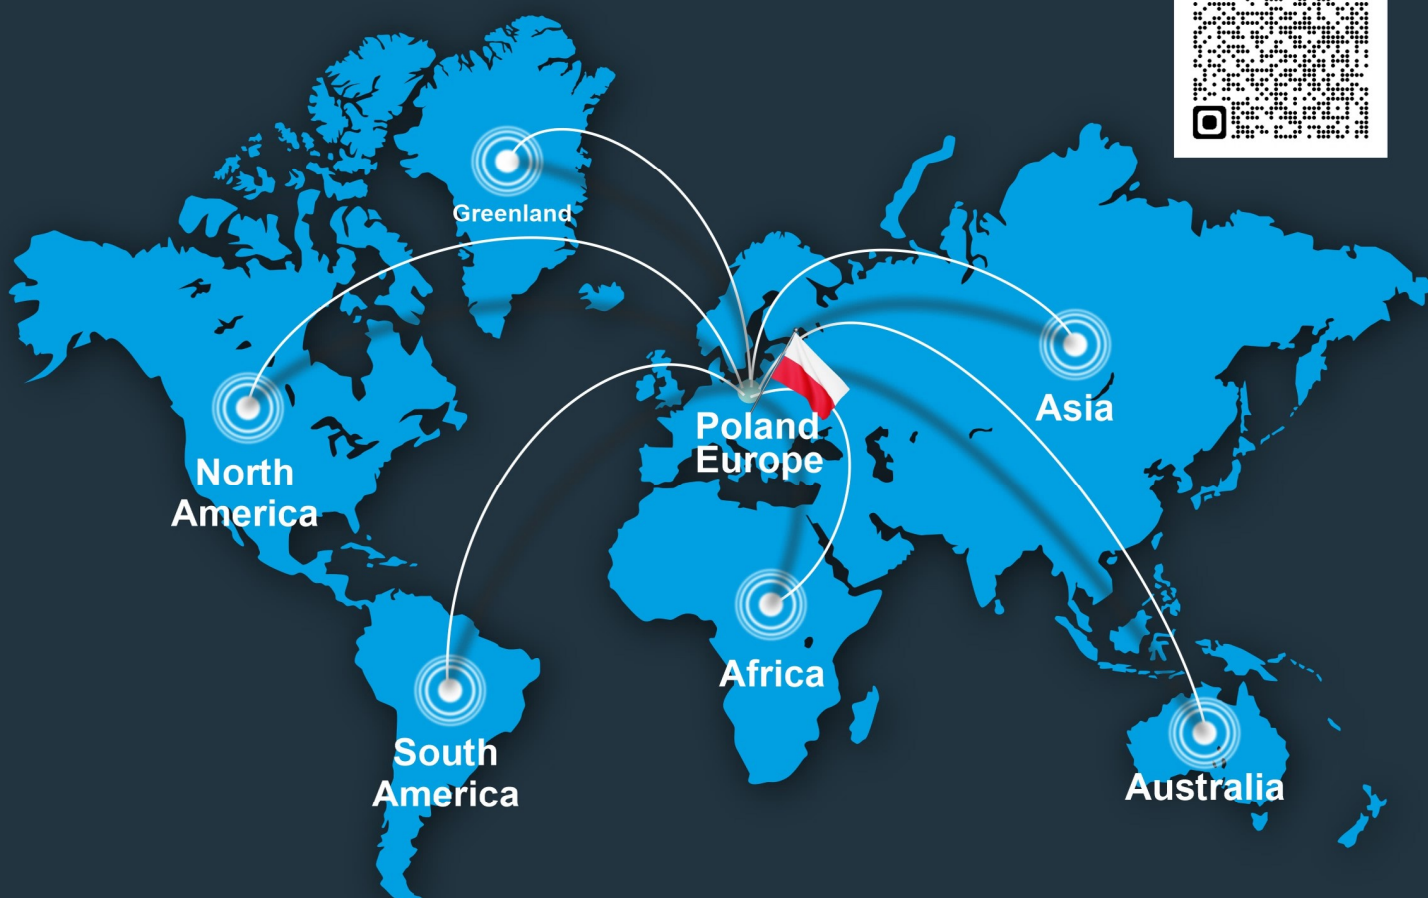 Greenland
Asia
Poland
Europe
North
America
Africa
South
America
Australia